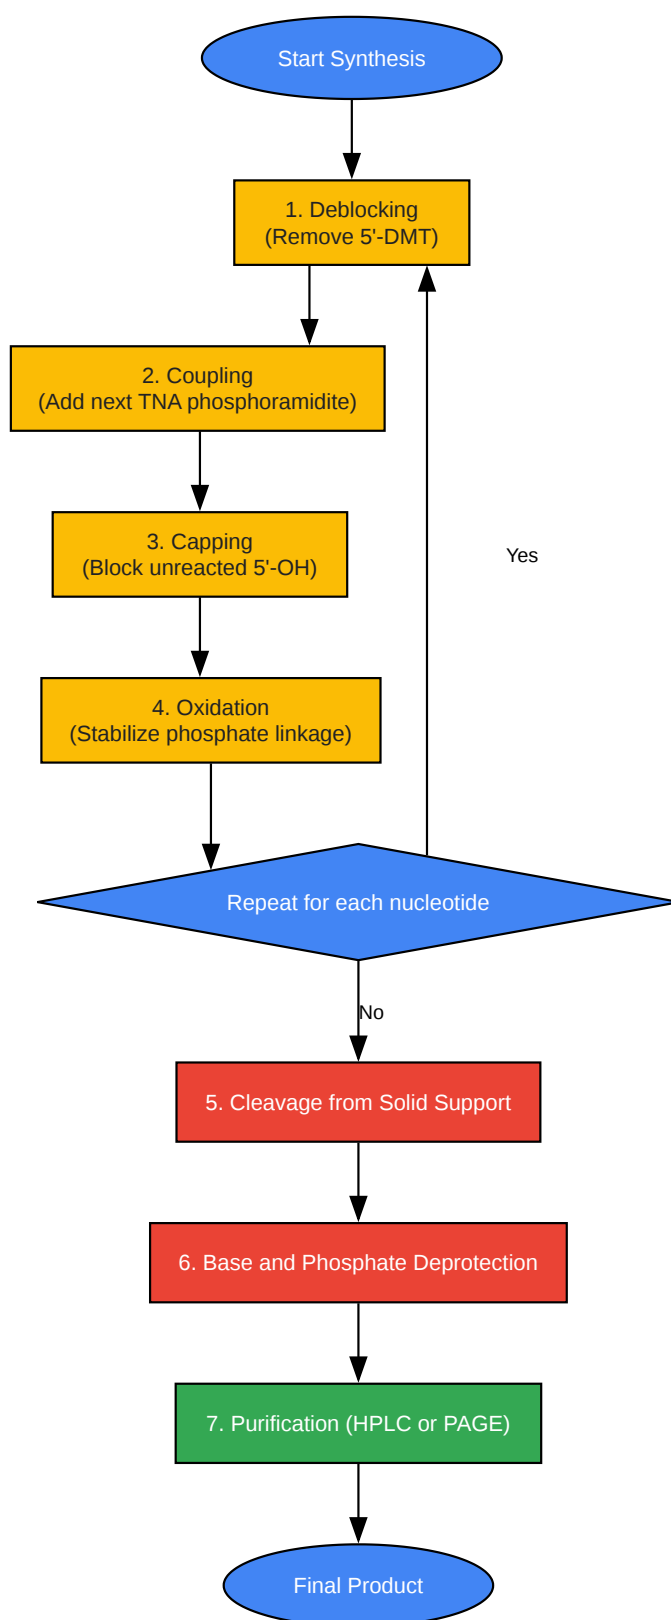 Start Synthesis
1. Deblocking
(Remove 5'-DMT)
2. Coupling
(Add next TNA phosphoramidite)
3. Capping
(Block unreacted 5'-OH)
Yes
4. Oxidation
(Stabilize phosphate linkage)
Repeat for each nucleotide
No
5. Cleavage from Solid Support
6. Base and Phosphate Deprotection
7. Purification (HPLC or PAGE)
Final Product